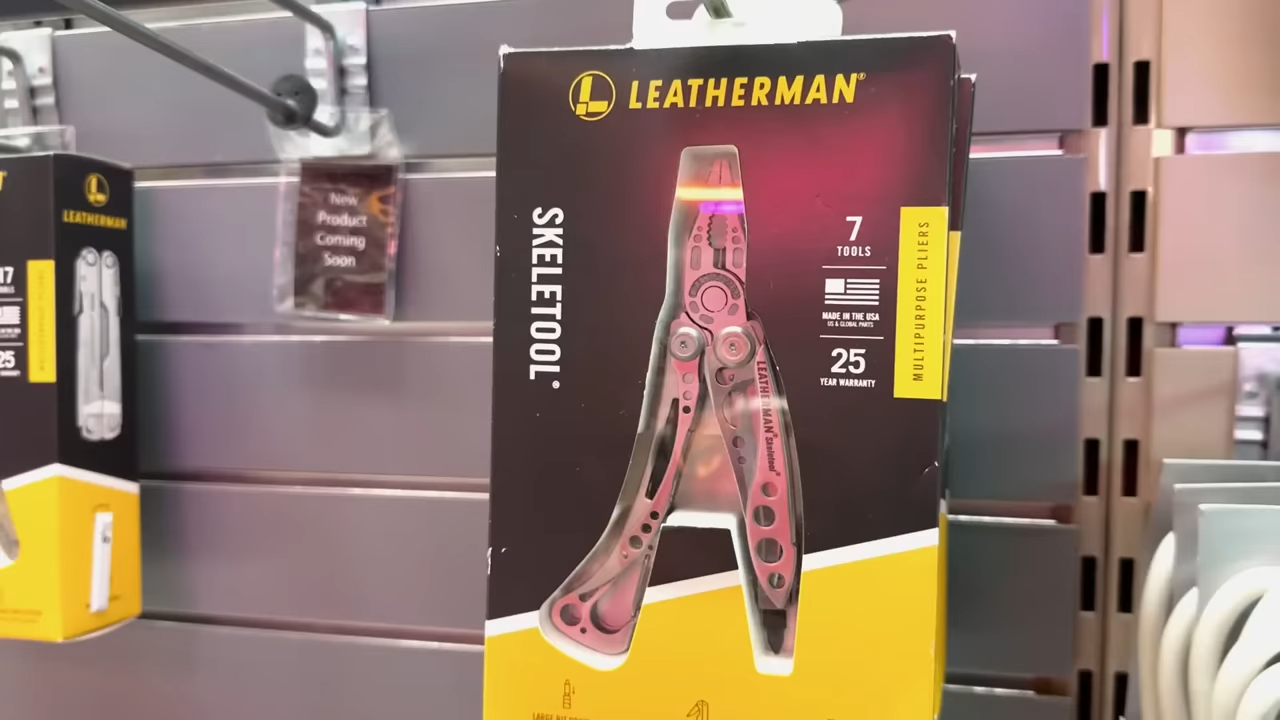 LEATHERMAN®
SKELETOOL®
7
TOOLS
MADE IN THE USA
US & GLOBAL PARTS
25
YEAR WARRANTY
MULTIPURPOSE PLIERS
LEATHERMAN® Skeletool®
New
Product
Coming
Soon
LEATHERMAN
17
25